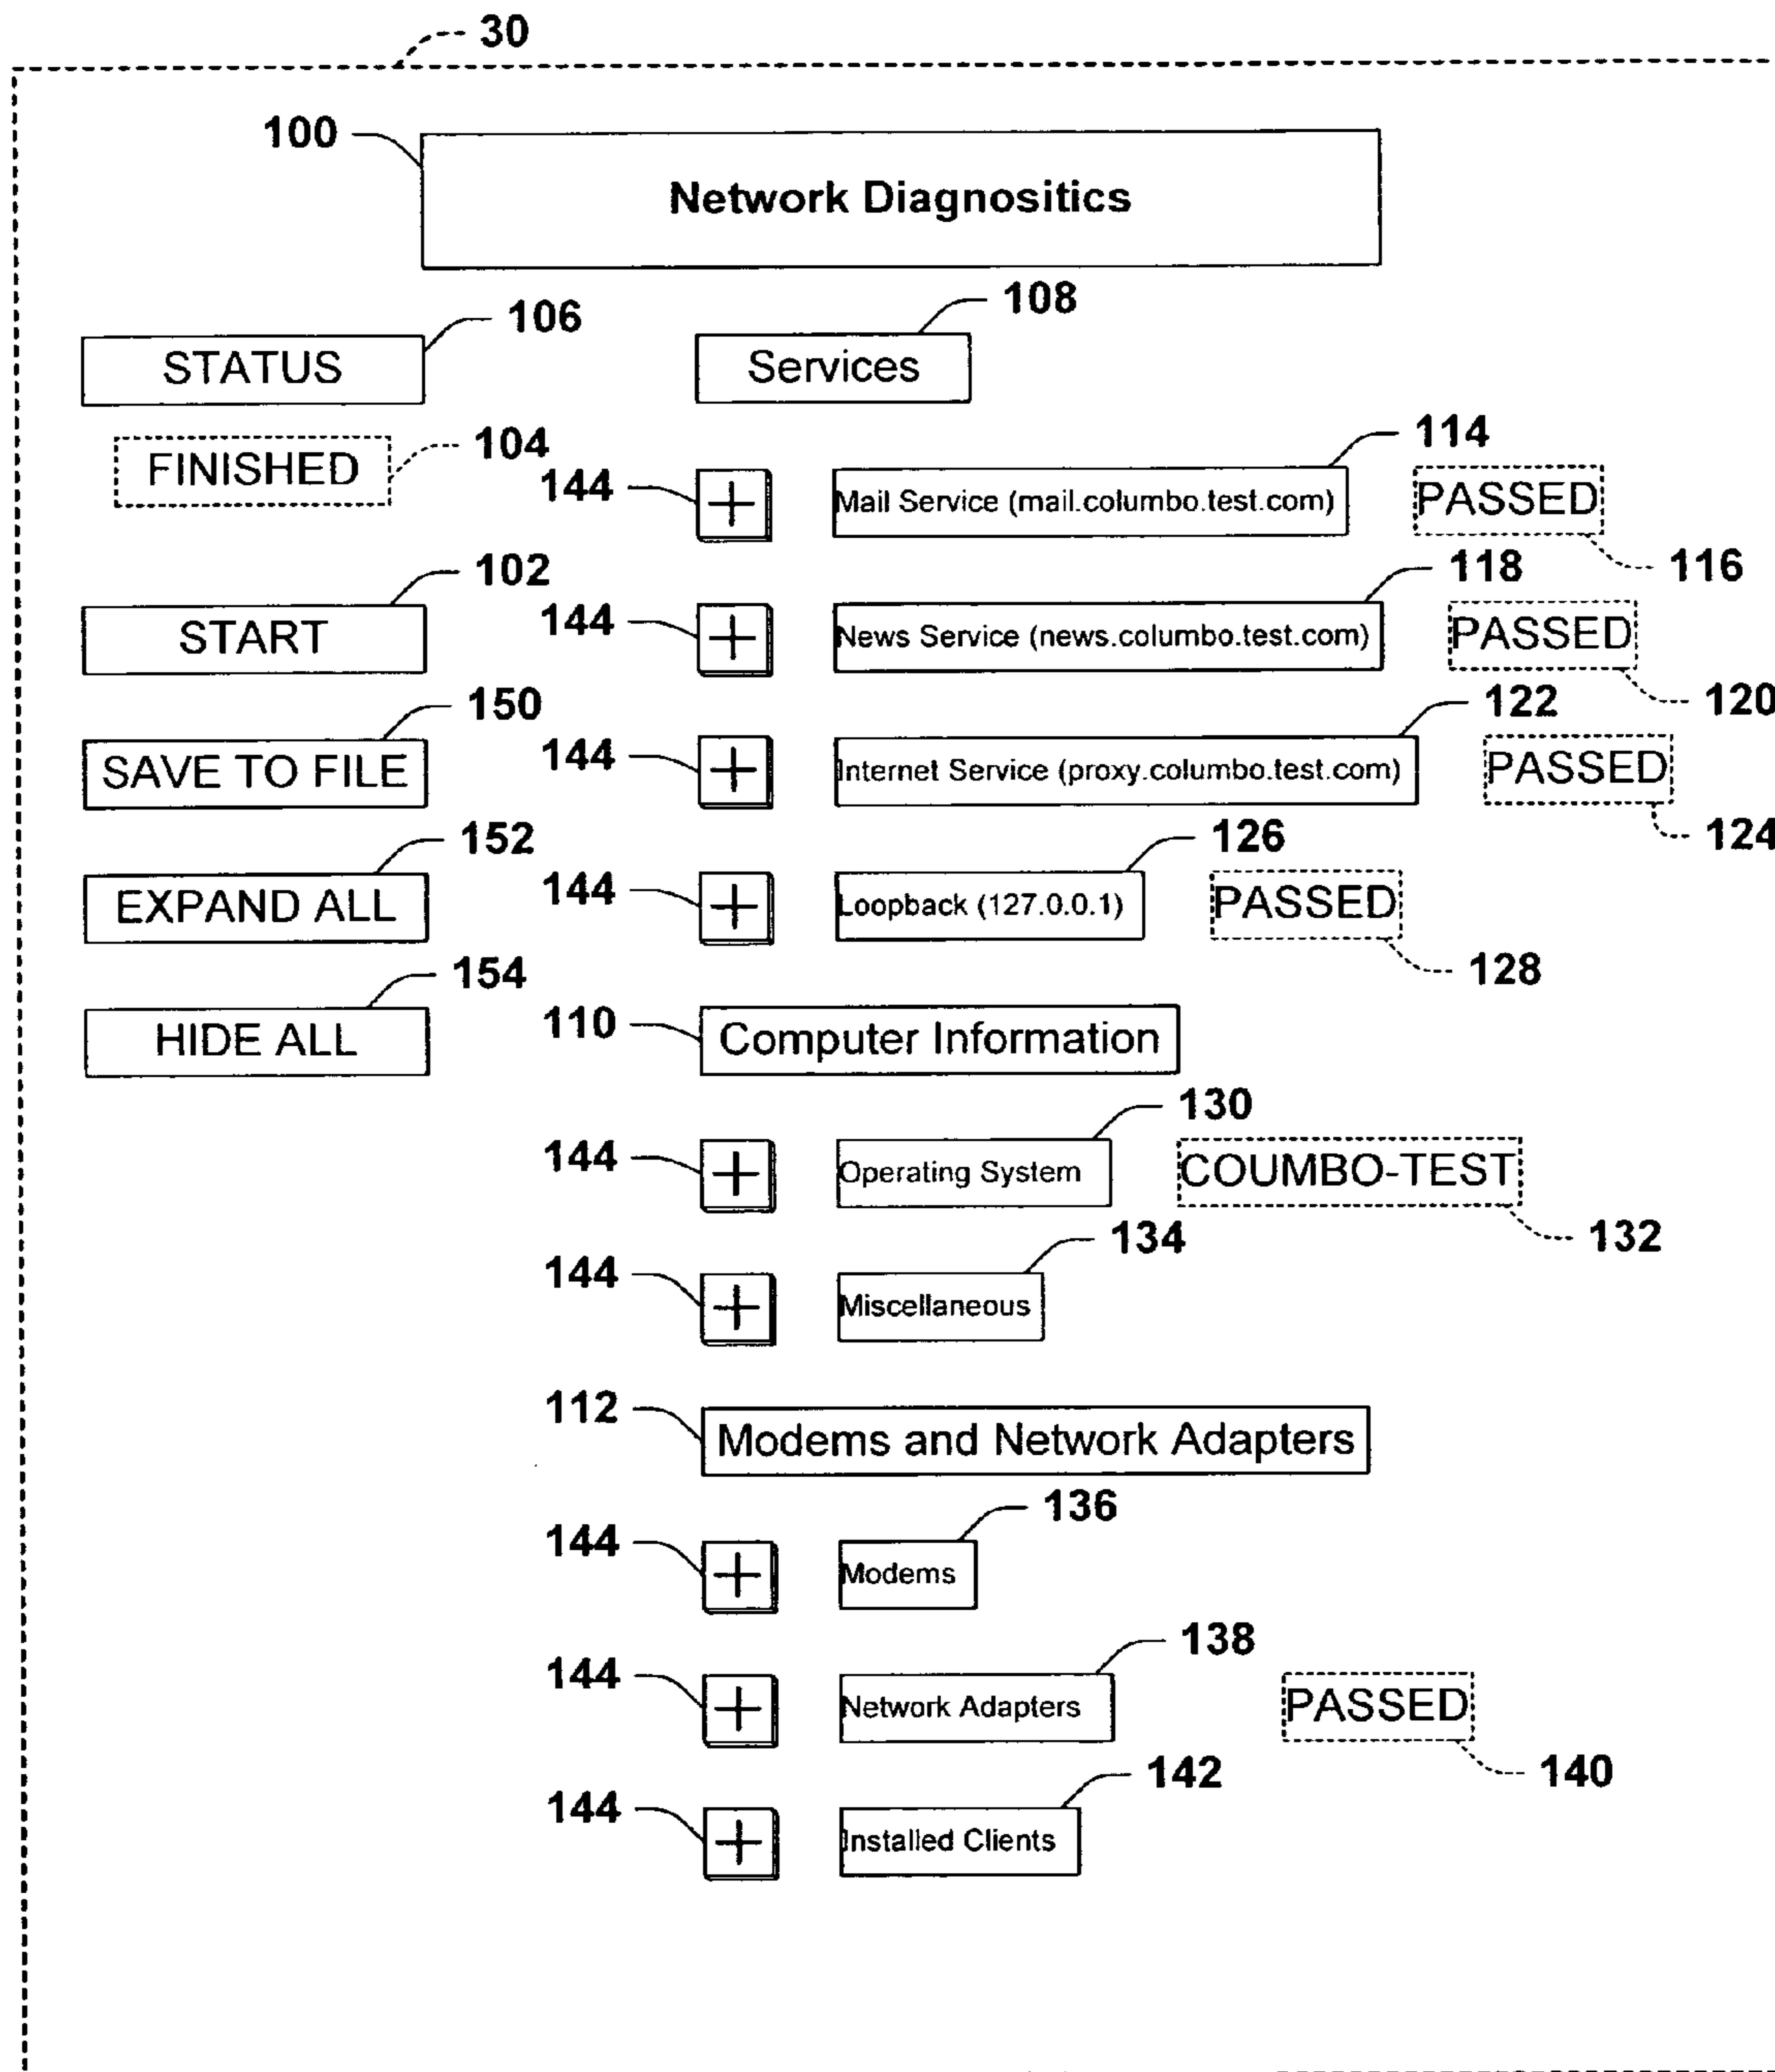 30
100
Network Diagnositics
106
108
STATUS
Services
FINISHED
104
114
144
+
Mail Service (mail.columbo.test.com)
PASSED
116
102
118
START
144
+
News Service (news.columbo.test.com)
PASSED
120
150
122
SAVE TO FILE
144
+
Internet Service (proxy.columbo.test.com)
PASSED
124
152
126
EXPAND ALL
144
+
Loopback (127.0.0.1)
PASSED
128
154
HIDE ALL
110
Computer Information
130
144
+
Operating System
COUMBO-TEST
132
134
144
+
Miscellaneous
112
Modems and Network Adapters
136
144
+
Modems
138
144
+
Network Adapters
PASSED
140
142
144
+
Installed Clients